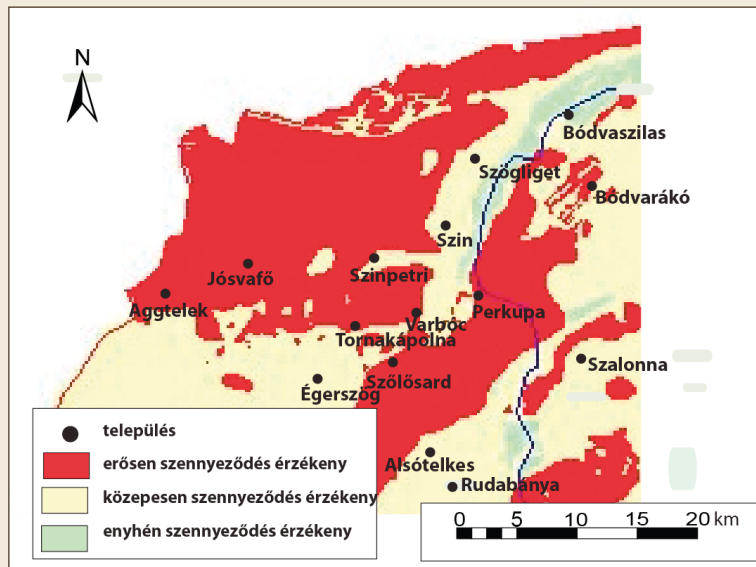 N
Bódvaszilas
Szögliget
Bódvarákó
Szin
Szinpetri
Jósvafő
Aggtelek
Perkupa
Varbóc
Tornakápolna
Szalonna
Szőlősard
Égerszög
Alsótelkes
Rudabánya
település
erősen szennyeződés érzékeny
közepesen szennyeződés érzékeny
enyhén szennyeződés érzékeny
0 5 10 20 km